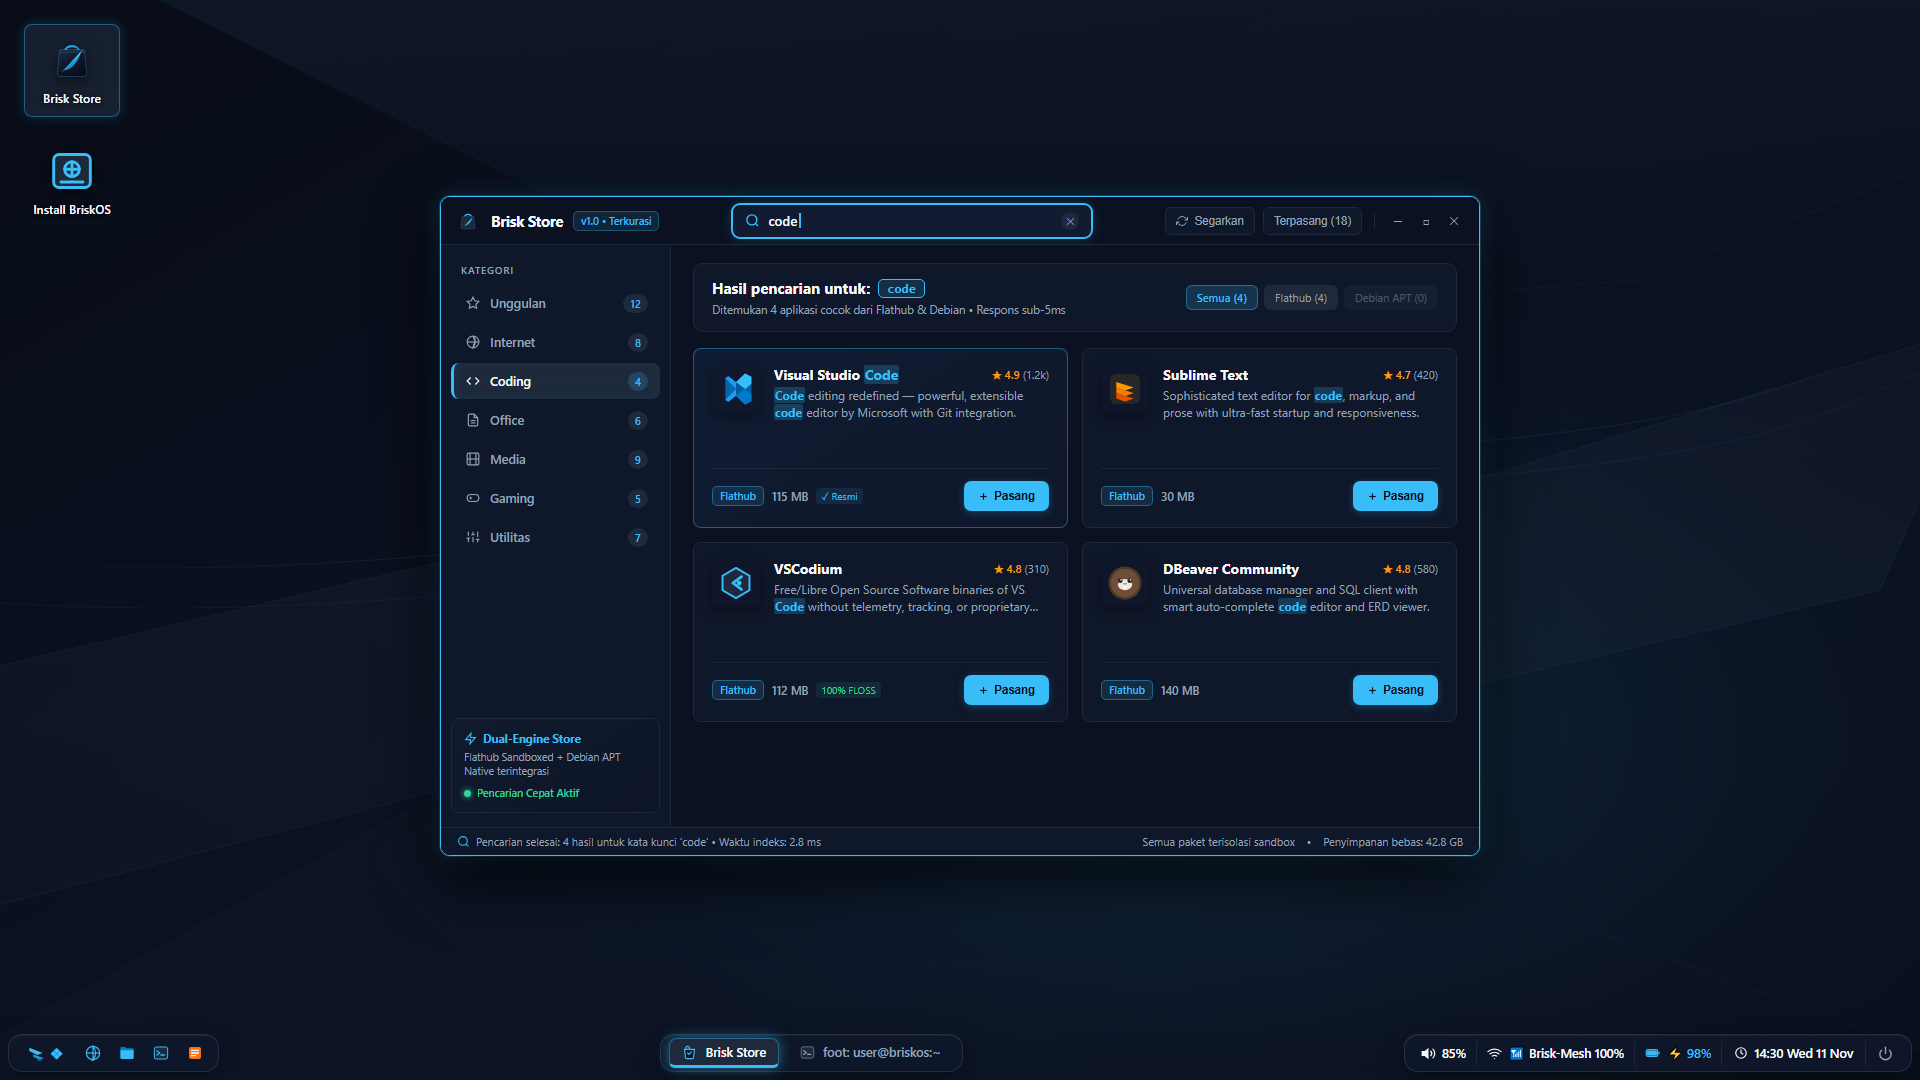 Brisk Store
Install BriskOS
Brisk Store
v1.0 • Terkurasi
code
Segarkan
Terpasang (18)
KATEGORI
Unggulan 12
Internet 8
Coding 4
Office 6
Media 9
Gaming 5
Utilitas 7
Dual-Engine Store
Flathub Sandboxed + Debian APT
Native terintegrasi
Pencarian Cepat Aktif
Hasil pencarian untuk: code
Ditemukan 4 aplikasi cocok dari Flathub & Debian • Respons sub-5ms
Semua (4)
Flathub (4)
Debian APT (0)
Visual Studio Code
★ 4.9 (1.2k)
Code editing redefined — powerful, extensible
code editor by Microsoft with Git integration.
Flathub 115 MB ✓ Resmi
+ Pasang
Sublime Text
★ 4.7 (420)
Sophisticated text editor for code, markup, and
prose with ultra-fast startup and responsiveness.
Flathub 30 MB
+ Pasang
VSCodium
★ 4.8 (310)
Free/Libre Open Source Software binaries of VS
Code without telemetry, tracking, or proprietary...
Flathub 112 MB 100% FLOSS
+ Pasang
DBeaver Community
★ 4.8 (580)
Universal database manager and SQL client with
smart auto-complete code editor and ERD viewer.
Flathub 140 MB
+ Pasang
Pencarian selesai: 4 hasil untuk kata kunci 'code' • Waktu indeks: 2.8 ms
Semua paket terisolasi sandbox • Penyimpanan bebas: 42.8 GB
Brisk Store
foot: user@briskos:~
85%
Brisk-Mesh 100%
98%
14:30 Wed 11 Nov